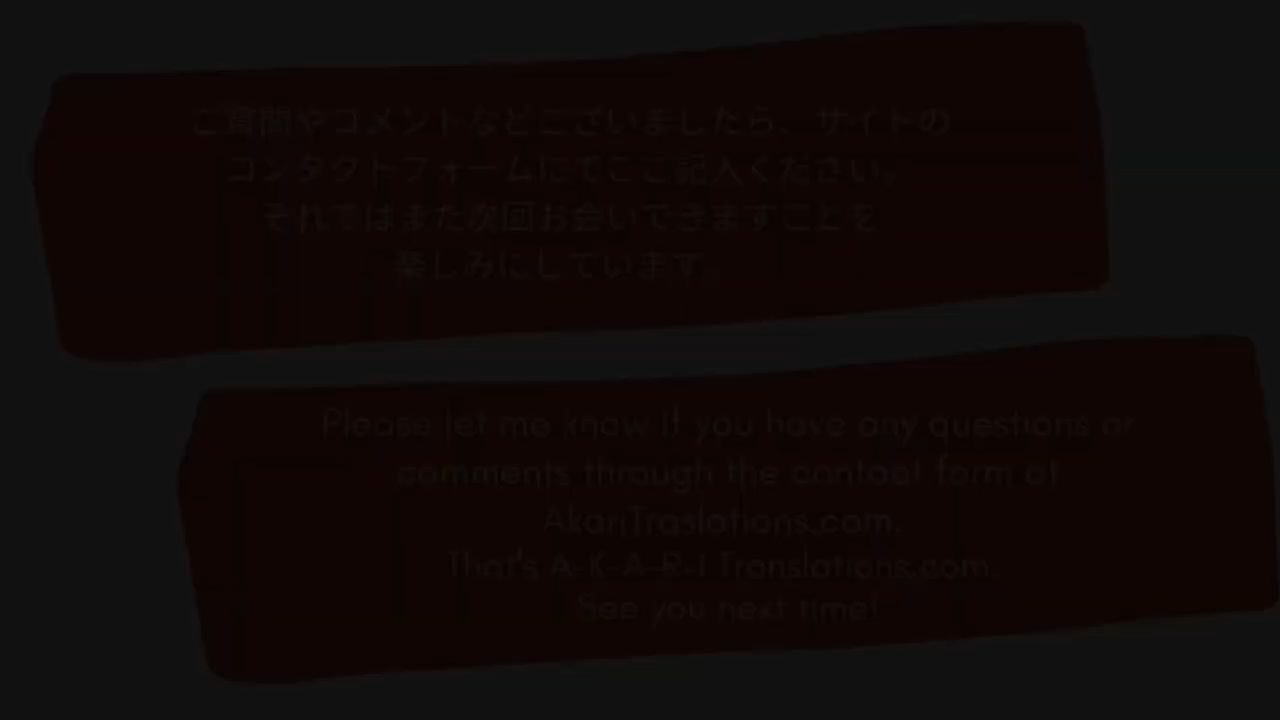 ご質問やコメントなどございましたら、サイトの
コンタクトフォームにてここご記入ください。
それではまた次回お会いできますことを
楽しみにしています。
Please let me know if you have any questions or
comments through the contact form at
AkariTraslations.com.
That's A-K-A-R-I Translations.com.
See you next time!